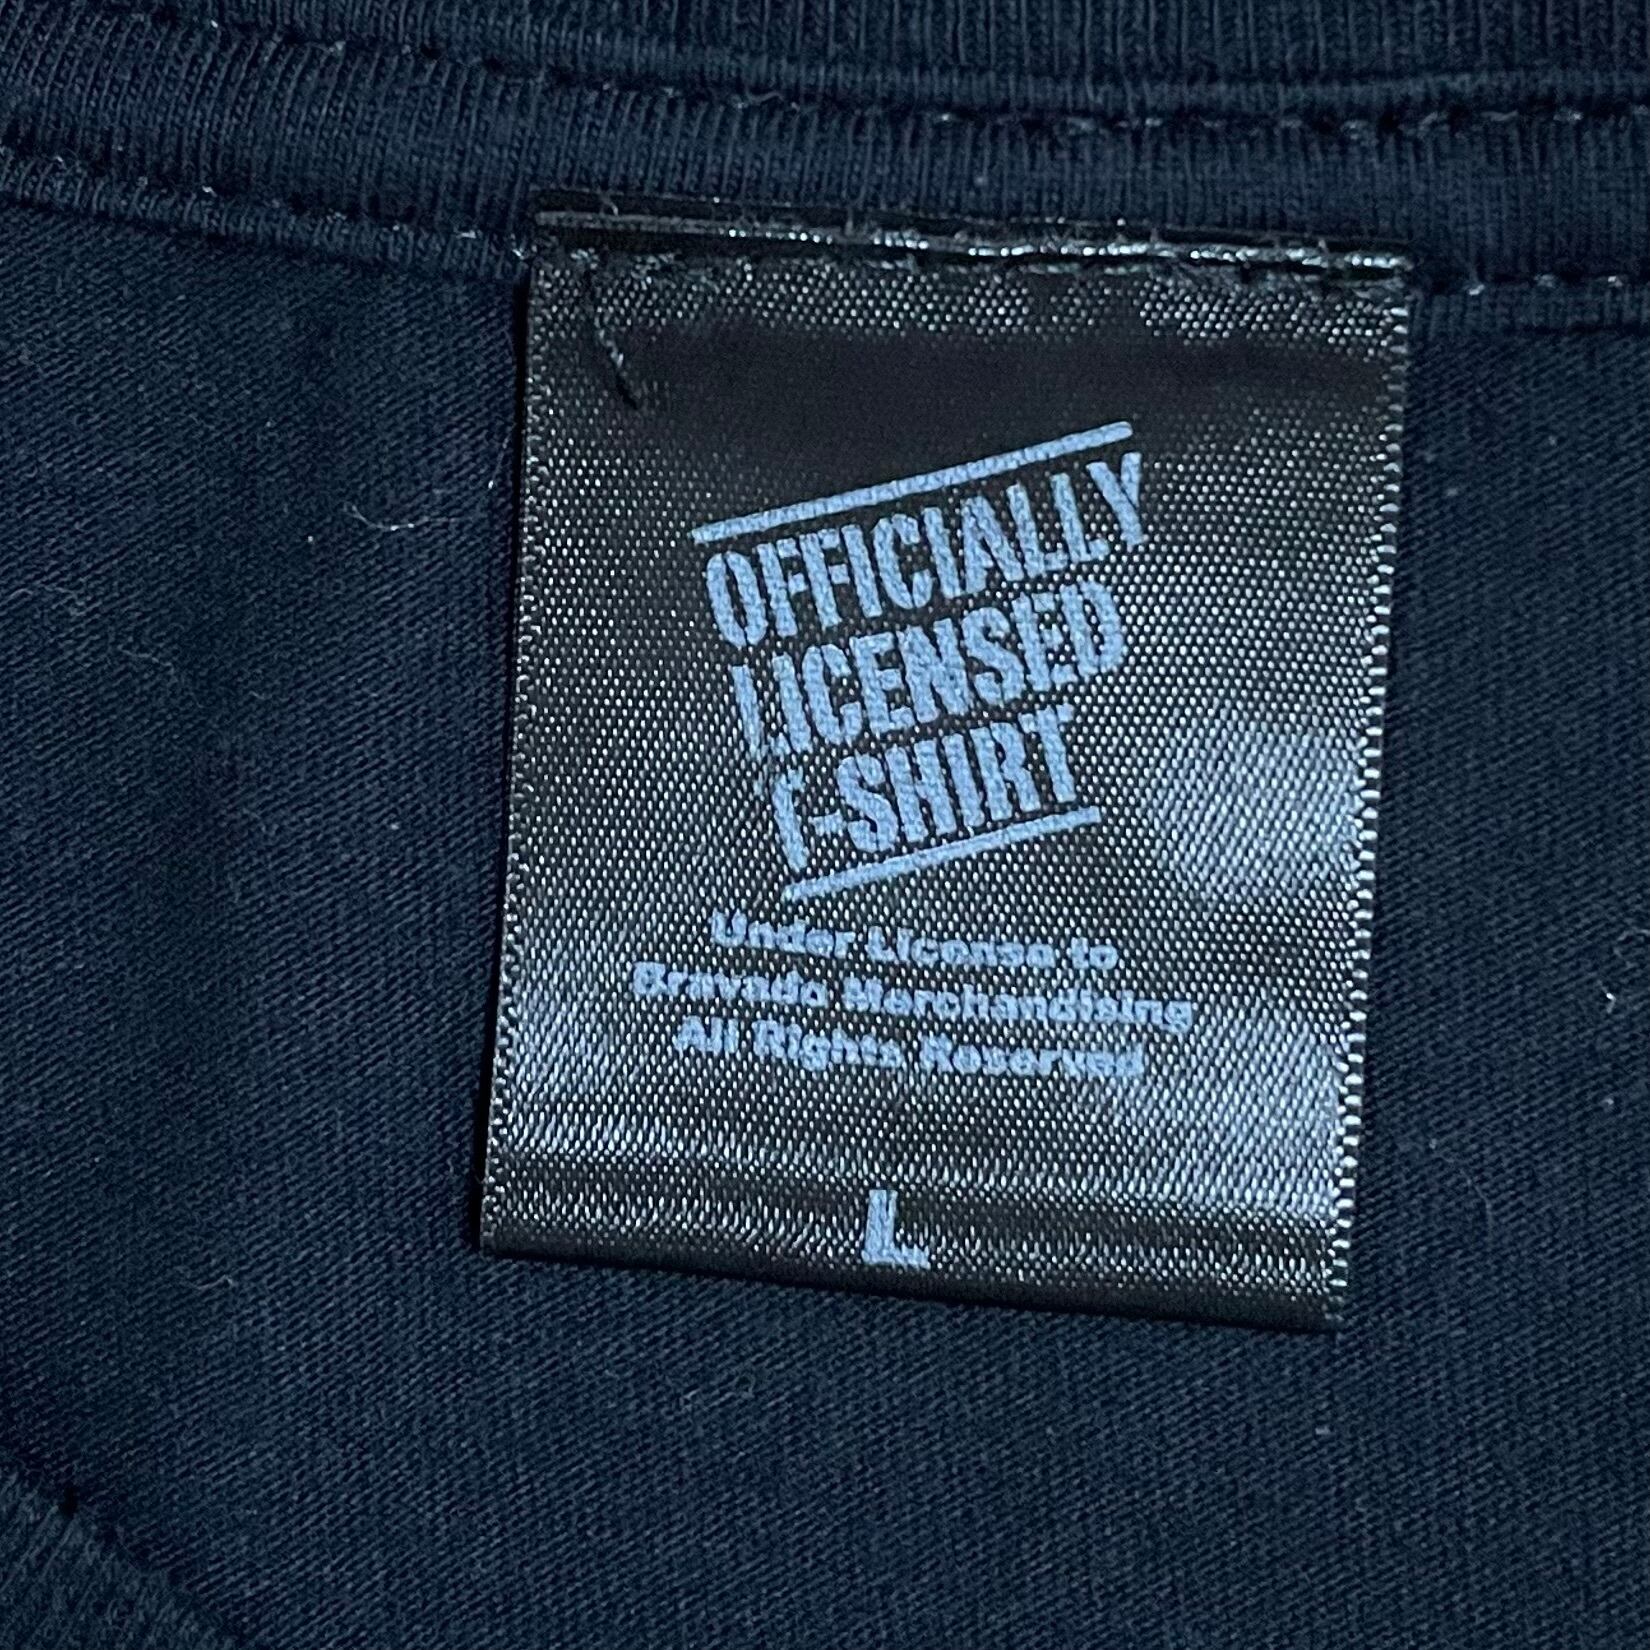 OFFICIALLY
LICENSED
T-SHIRT
Under License to
Bravado Merchandising
All Rights Reserved
L